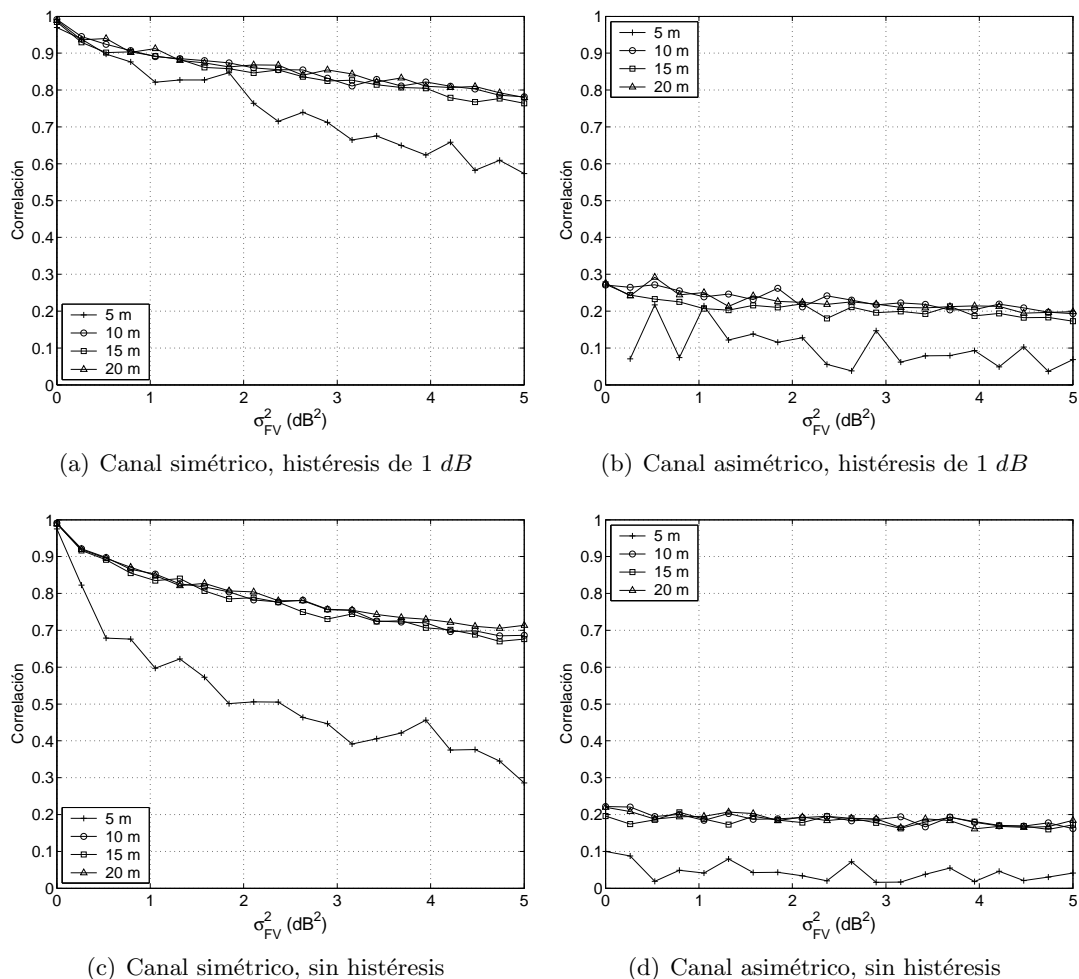 1
0.9
0.8
0.7
0.6
0.5
0.4
0.3
0.2
0.1
0
Correlación
5 m
10 m
15 m
20 m
0 1 2 3 4 5
σ²FV (dB²)
(a) Canal simétrico, histéresis de 1 dB
1
0.9
0.8
0.7
0.6
0.5
0.4
0.3
0.2
0.1
0
Correlación
5 m
10 m
15 m
20 m
0 1 2 3 4 5
σ²FV (dB²)
(b) Canal asimétrico, histéresis de 1 dB
1
0.9
0.8
0.7
0.6
0.5
0.4
0.3
0.2
0.1
0
Correlación
5 m
10 m
15 m
20 m
0 1 2 3 4 5
σ²FV (dB²)
(c) Canal simétrico, sin histéresis
1
0.9
0.8
0.7
0.6
0.5
0.4
0.3
0.2
0.1
0
Correlación
5 m
10 m
15 m
20 m
0 1 2 3 4 5
σ²FV (dB²)
(d) Canal asimétrico, sin histéresis